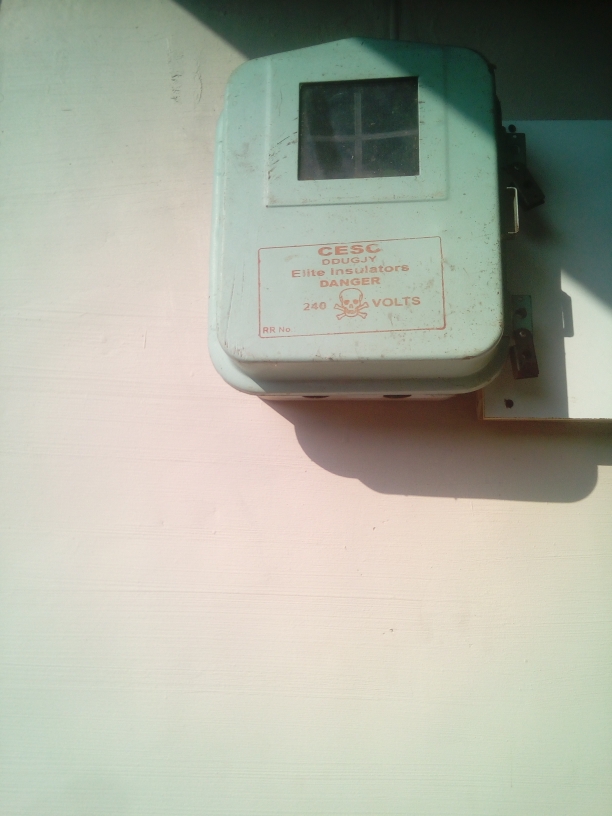 CESC
DDUGJY
Elite Insulators
DANGER
240 VOLTS
RR No.